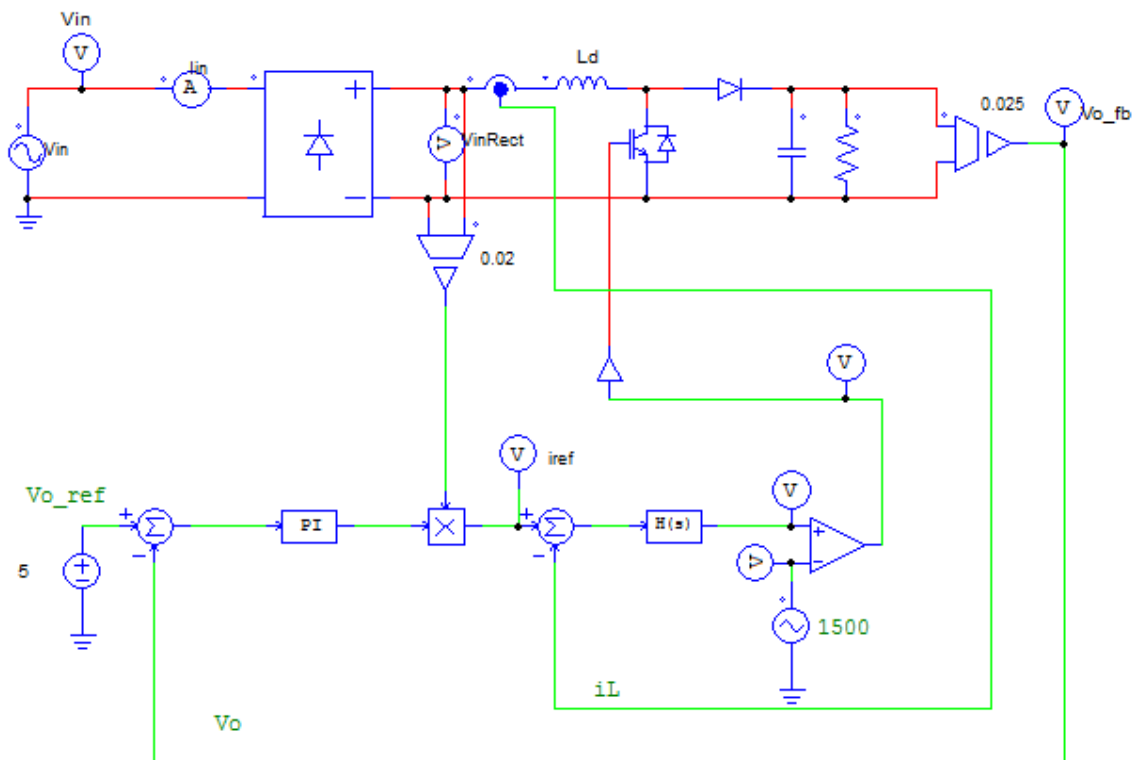 Vin
V
Iin
A
Ld
Vin
V
VinRect
0.025
V
Vo_fb
0.02
V
V
iref
Vo_ref
V
PI
H(s)
V
5
1500
iL
Vo